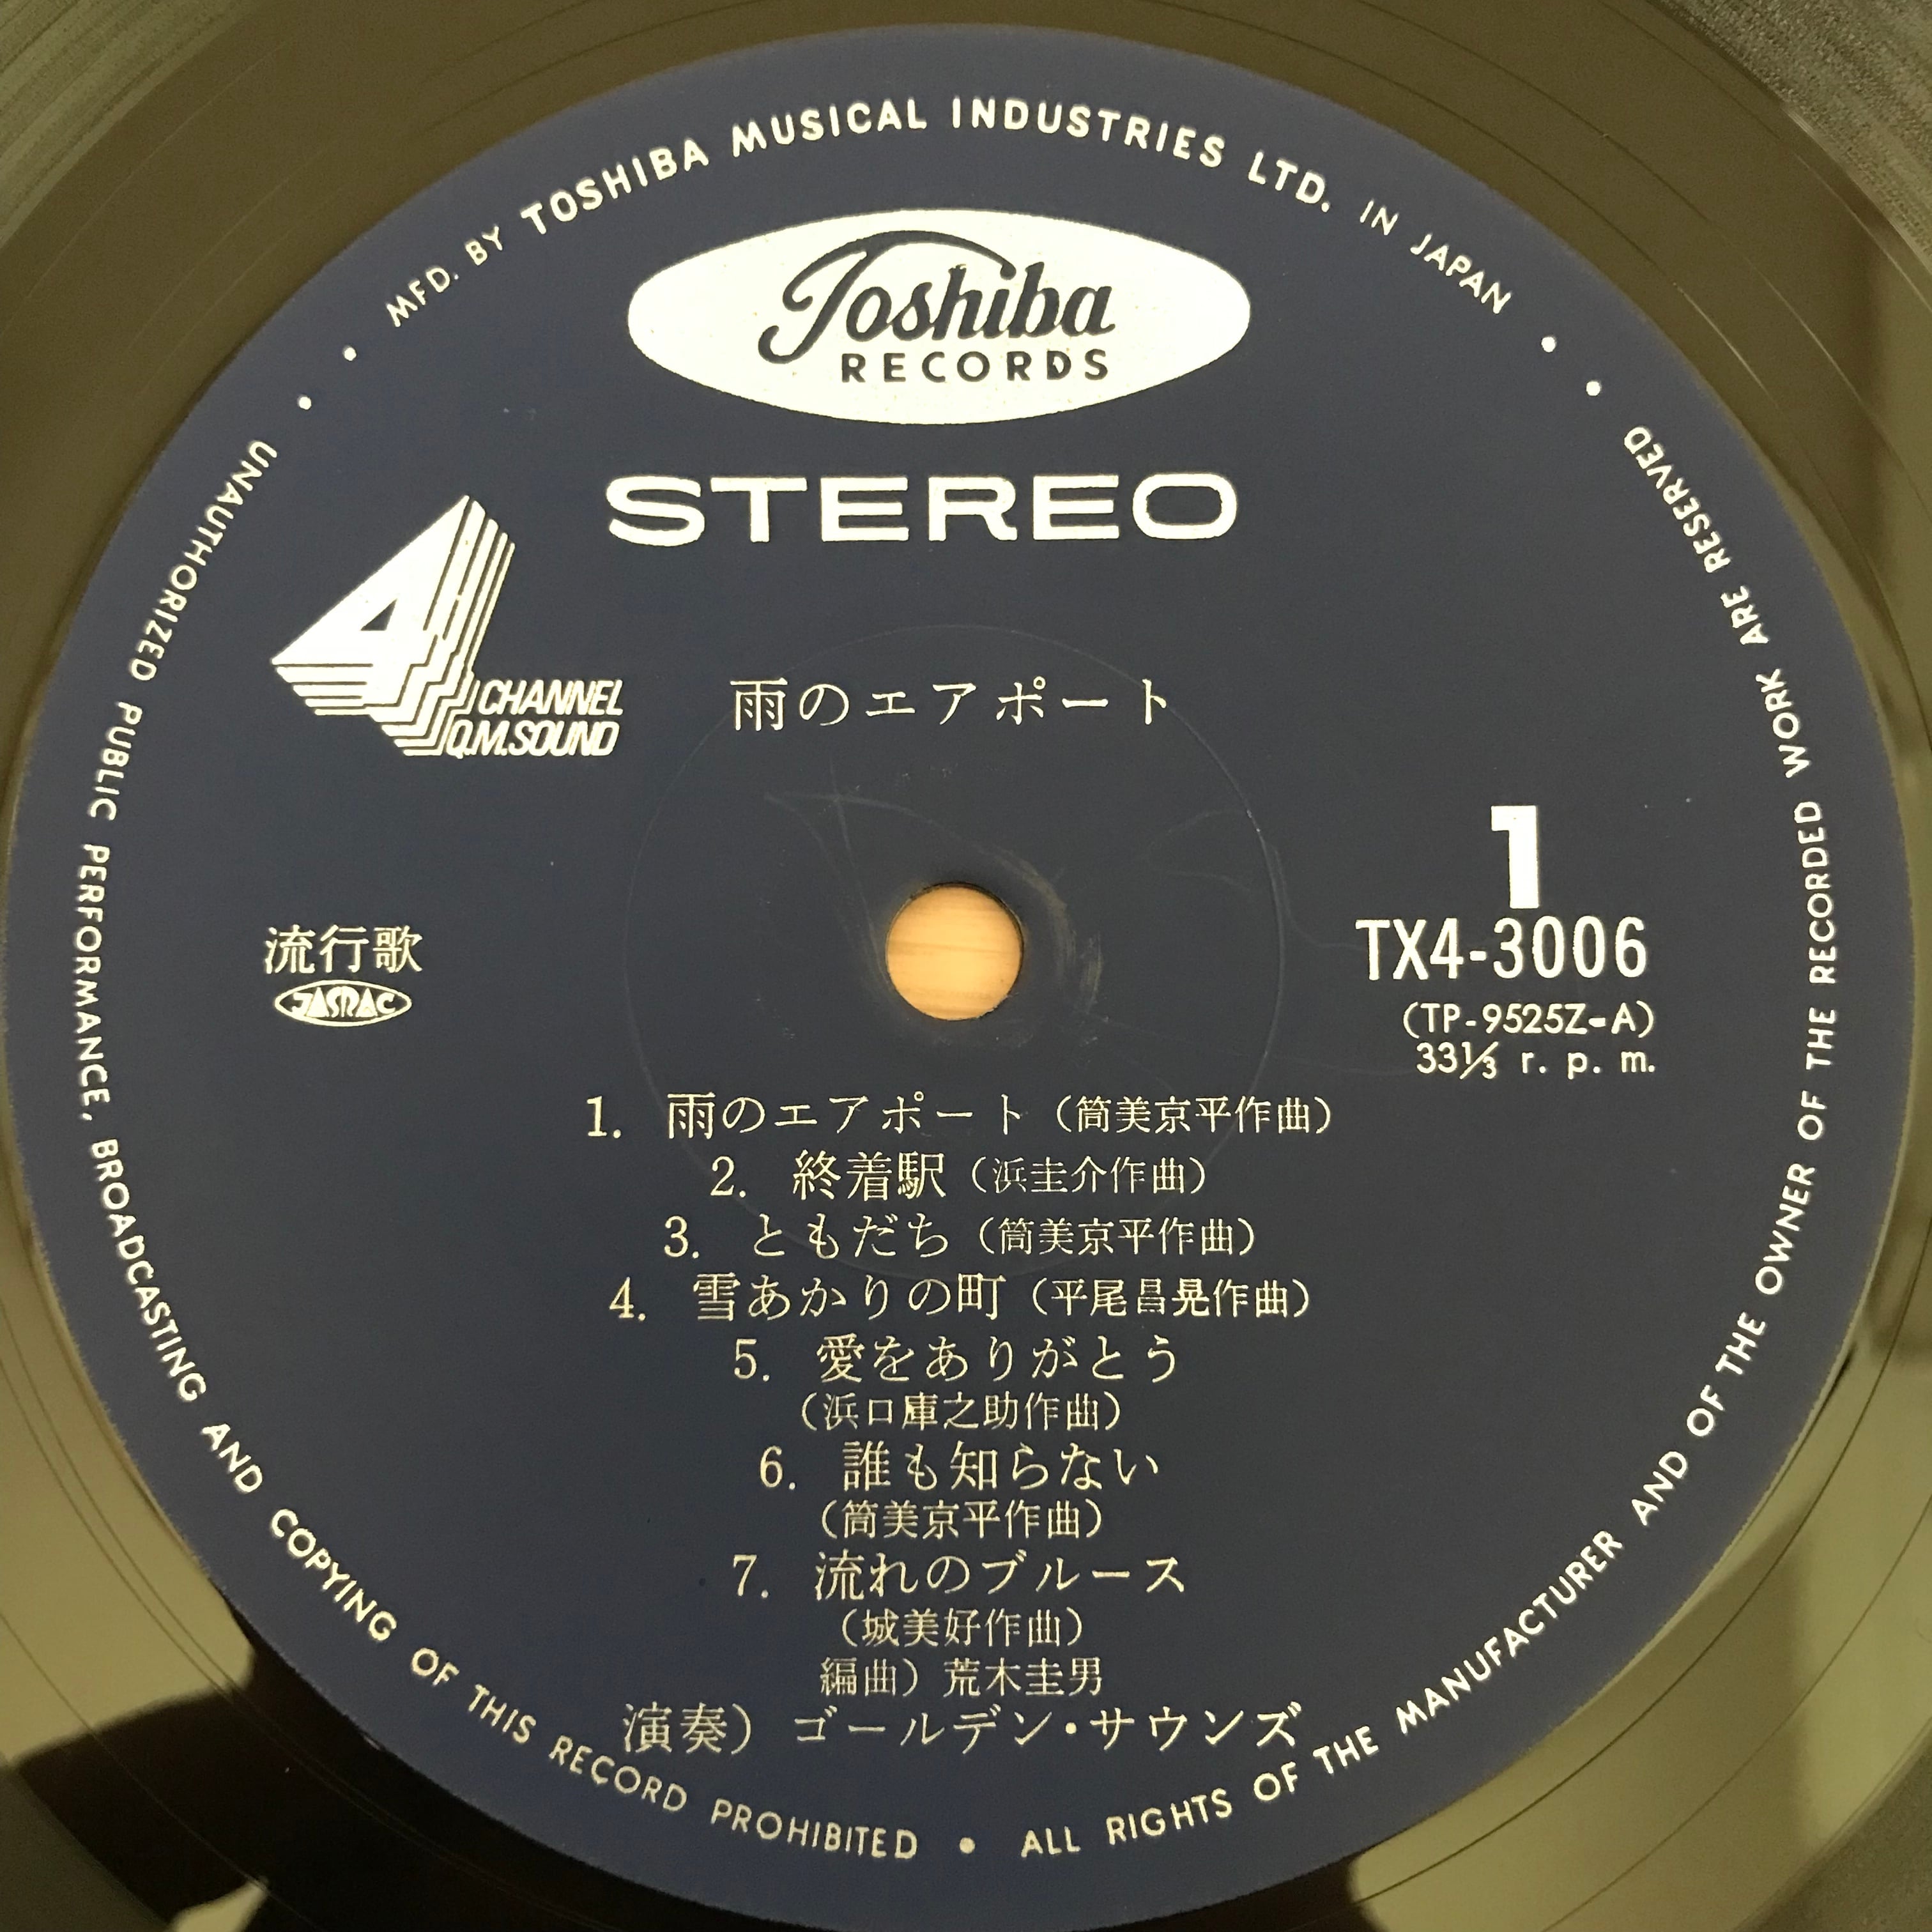 MFD. BY TOSHIBA MUSICAL INDUSTRIES LTD. IN JAPAN
Toshiba
RECORDS
STEREO
4 CHANNEL
Q.M.SOUND
雨のエアポート
1
TX4-3006
(TP-9525Z-A)
33⅓ r. p. m.
流行歌
JASRAC
1. 雨のエアポート（筒美京平作曲）
2. 終着駅（浜圭介作曲）
3. ともだち（筒美京平作曲）
4. 雪あかりの町（平尾昌晃作曲）
5. 愛をありがとう
（浜口庫之助作曲）
6. 誰も知らない
（筒美京平作曲）
7. 流れのブルース
（城美好作曲）
編曲）荒木圭男
演奏）ゴールデン・サウンズ
UNAUTHORIZED PUBLIC PERFORMANCE, BROADCASTING AND COPYING OF THIS RECORD PROHIBITED • ALL RIGHTS OF THE MANUFACTURER AND OF THE OWNER OF THE RECORDED WORK ARE RESERVED